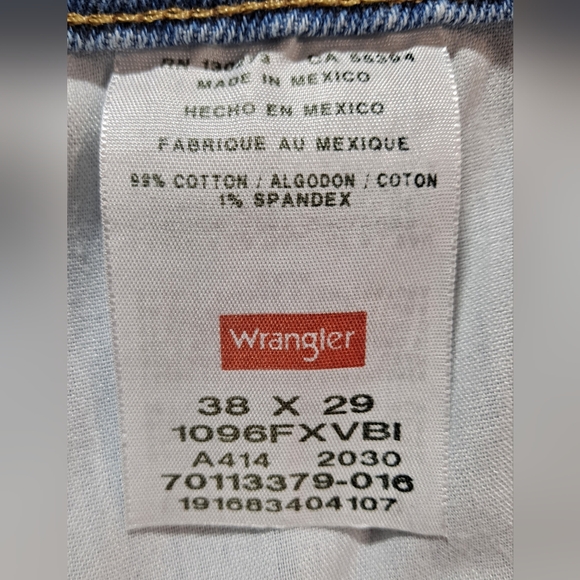 MADE IN MEXICO
HECHO EN MEXICO
FABRIQUE AU MEXIQUE
99% COTTON / ALGODON / COTON
1% SPANDEX
Wrangler
38 X 29
1096FXVBI
A414 2030
70113379-016
191683404107